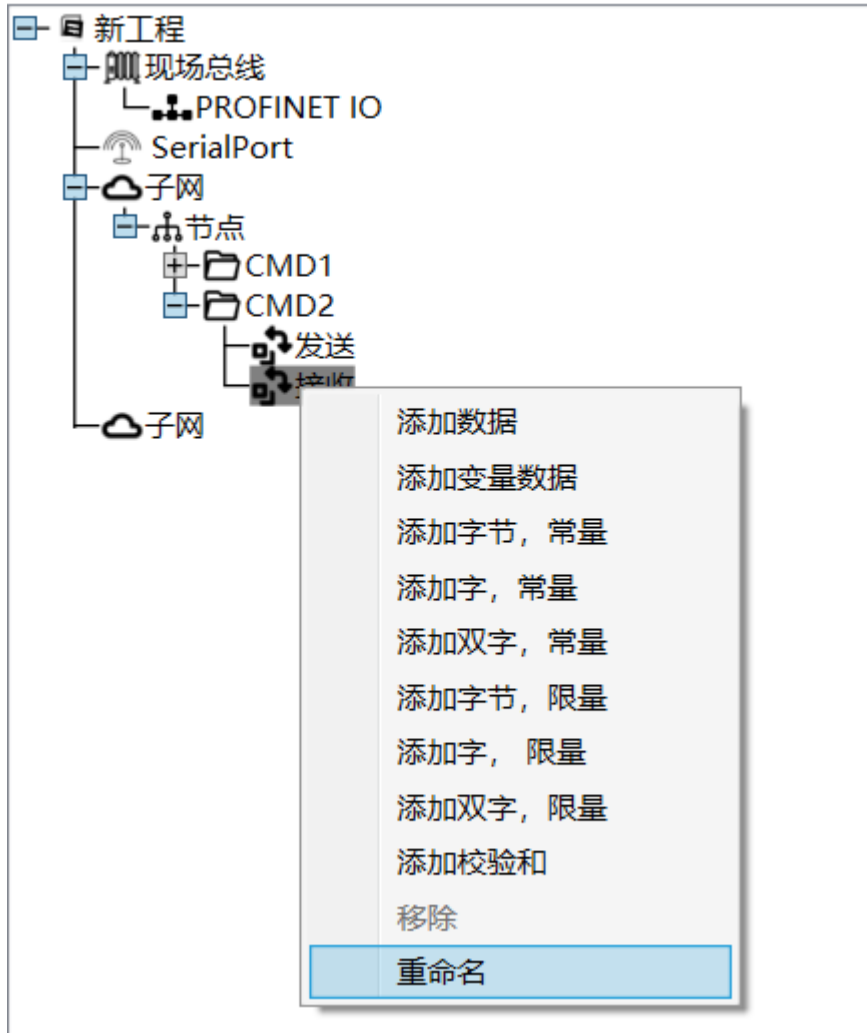 新工程
现场总线
PROFINET IO
SerialPort
子网
节点
CMD1
CMD2
发送
接收
子网
添加数据
添加变量数据
添加字节，常量
添加字，常量
添加双字，常量
添加字节，限量
添加字， 限量
添加双字，限量
添加校验和
移除
重命名